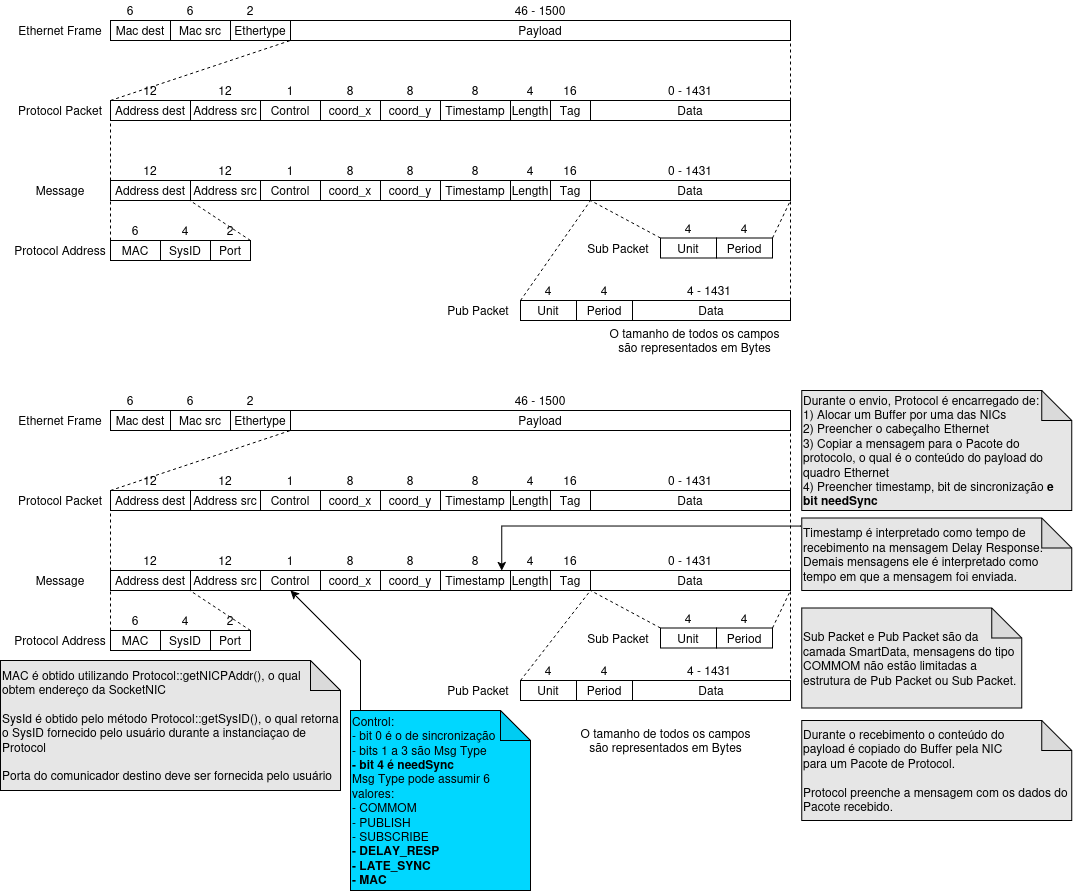 6 6 2 46 - 1500
Ethernet Frame Mac dest Mac src Ethertype Payload
12 12 1 8 8 8 4 16 0 - 1431
Protocol Packet Address dest Address src Control coord_x coord_y Timestamp Length Tag Data
12 12 1 8 8 8 4 16 0 - 1431
Message Address dest Address src Control coord_x coord_y Timestamp Length Tag Data
6 4 2
Protocol Address MAC SysID Port
4 4
Sub Packet Unit Period
4 4 4 - 1431
Pub Packet Unit Period Data
O tamanho de todos os campos
são representados em Bytes
6 6 2 46 - 1500
Ethernet Frame Mac dest Mac src Ethertype Payload
12 12 1 8 8 8 4 16 0 - 1431
Protocol Packet Address dest Address src Control coord_x coord_y Timestamp Length Tag Data
12 12 1 8 8 8 4 16 0 - 1431
Message Address dest Address src Control coord_x coord_y Timestamp Length Tag Data
6 4 2
Protocol Address MAC SysID Port
4 4
Sub Packet Unit Period
4 4 4 - 1431
Pub Packet Unit Period Data
O tamanho de todos os campos
são representados em Bytes
Durante o envio, Protocol é encarregado de:
1) Alocar um Buffer por uma das NICs
2) Preencher o cabeçalho Ethernet
3) Copiar a mensagem para o Pacote do
protocolo, o qual é o conteúdo do payload do
quadro Ethernet
4) Preencher timestamp, bit de sincronização e
bit needSync
Timestamp é interpretado como tempo de
recebimento na mensagem Delay Response.
Demais mensagens ele é interpretado como
tempo em que a mensagem foi enviada.
Sub Packet e Pub Packet são da
camada SmartData, mensagens do tipo
COMMOM não estão limitadas a
estrutura de Pub Packet ou Sub Packet.
Durante o recebimento o conteúdo do
payload é copiado do Buffer pela NIC
para um Pacote de Protocol.
Protocol preenche a mensagem com os dados do
Pacote recebido.
MAC é obtido utilizando Protocol::getNICPAddr(), o qual
obtem endereço da SocketNIC
SysId é obtido pelo método Protocol::getSysID(), o qual retorna
o SysID fornecido pelo usuário durante a instanciaçao de
Protocol
Porta do comunicador destino deve ser fornecida pelo usuário
Control:
- bit 0 é o de sincronização
- bits 1 a 3 são Msg Type
- bit 4 é needSync
Msg Type pode assumir 6
valores:
- COMMOM
- PUBLISH
- SUBSCRIBE
- DELAY_RESP
- LATE_SYNC
- MAC